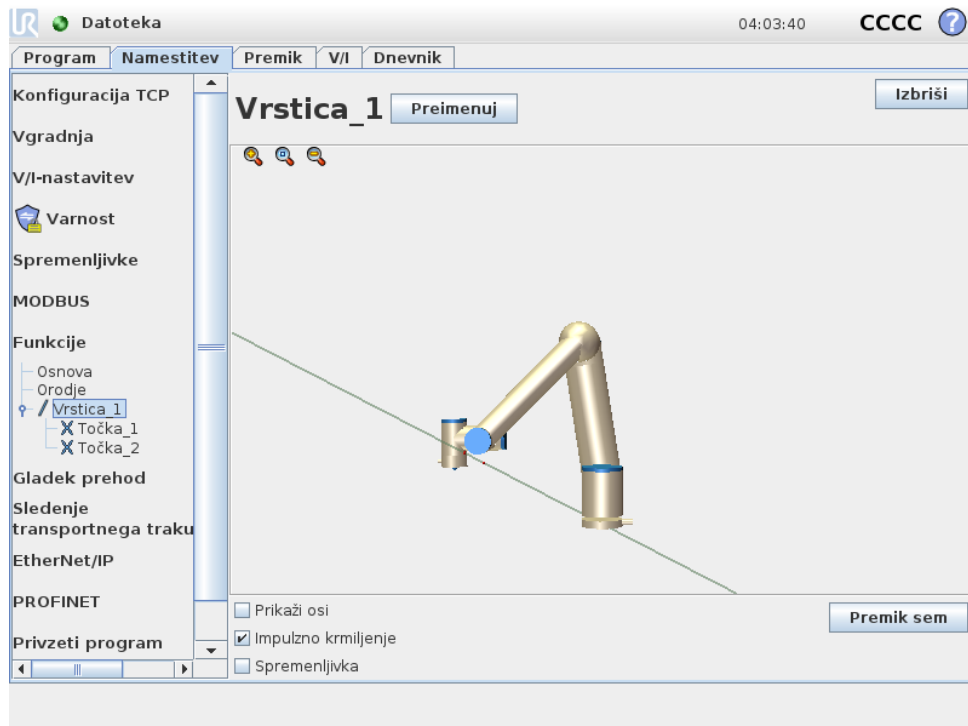 UR Datoteka 04:03:40 CCCC ?
Program Namestitev Premik V/I Dnevnik
Konfiguracija TCP
Vgradnja
V/I-nastavitev
Varnost
Spremenljivke
MODBUS
Funkcije
Osnova
Orodje
Vrstica_1
Točka_1
Točka_2
Gladek prehod
Sledenje
transportnega traku
EtherNet/IP
PROFINET
Privzeti program
Vrstica_1 Preimenuj Izbriši
Prikaži osi
Impulzno krmiljenje
Spremenljivka
Premik sem